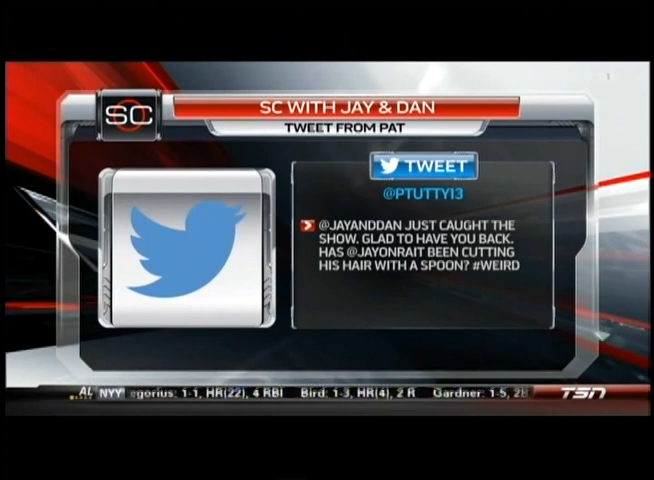 SC
SC WITH JAY & DAN
TWEET FROM PAT
TWEET
@PTUTTY13
@JAYANDDAN JUST CAUGHT THE
SHOW. GLAD TO HAVE YOU BACK.
HAS @JAYONRAIT BEEN CUTTING
HIS HAIR WITH A SPOON? #WEIRD
AL NYY egorius: 1-1, HR(22), 4 RBI Bird: 1-3, HR(4), 2 R Gardner: 1-5, 2B TSN